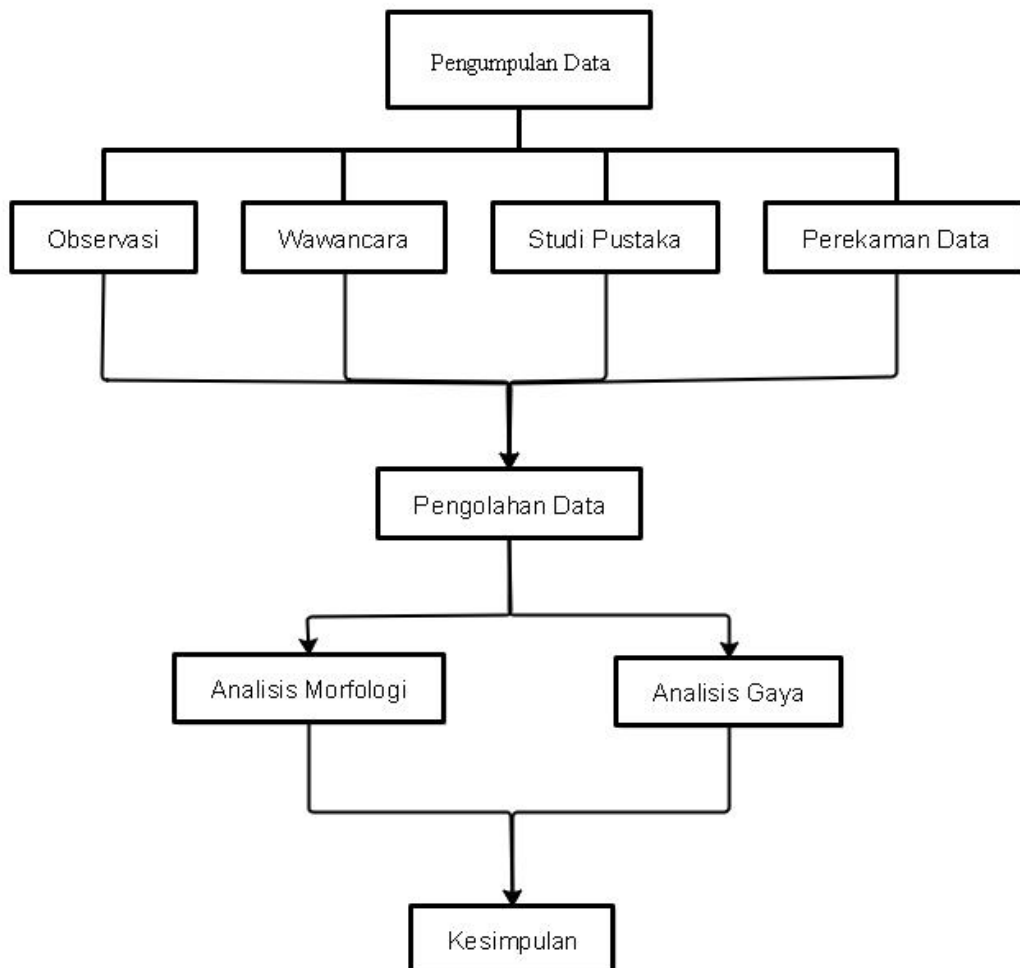 Pengumpulan Data
Observasi
Wawancara
Studi Pustaka
Perekaman Data
Pengolahan Data
Analisis Morfologi
Analisis Gaya
Kesimpulan